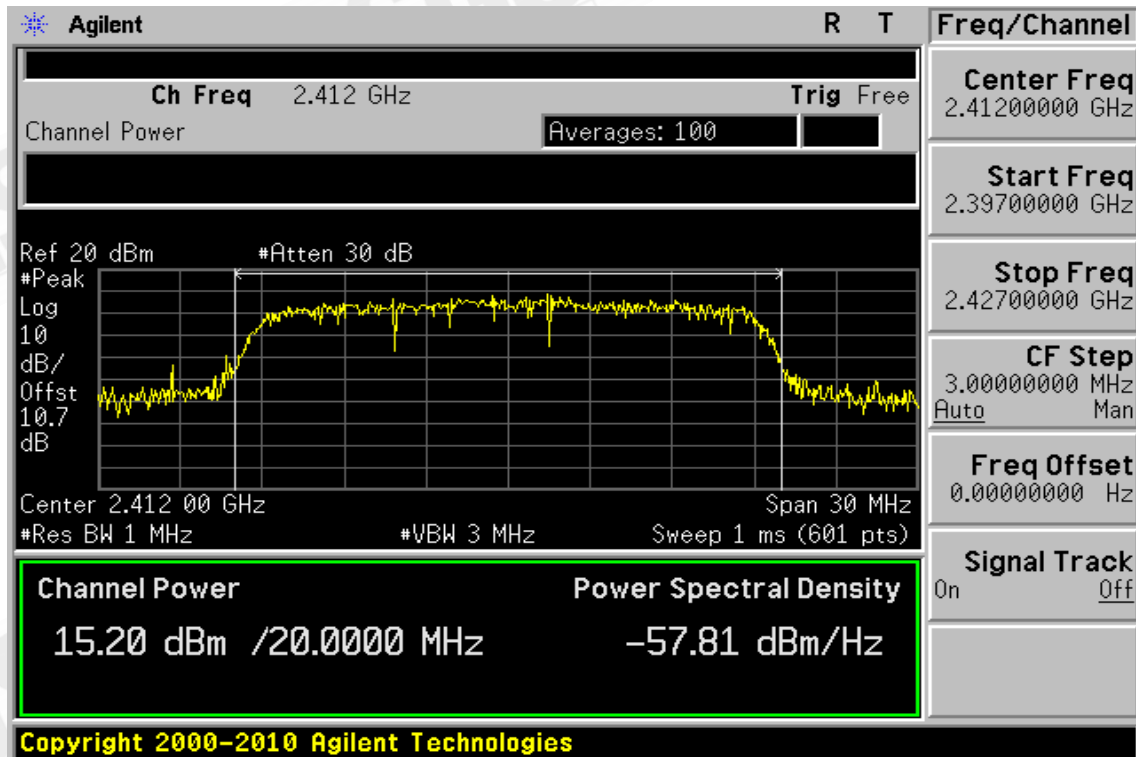 Agilent R T Freq/Channel
Ch Freq 2.412 GHz Trig Free
Channel Power Averages: 100
Center Freq
2.41200000 GHz
Start Freq
2.39700000 GHz
Stop Freq
2.42700000 GHz
CF Step
3.00000000 MHz
Auto Man
Freq Offset
0.00000000 Hz
Signal Track
On Off
Ref 20 dBm #Atten 30 dB
#Peak
Log
10
dB/
Offst
10.7
dB
Center 2.412 00 GHz Span 30 MHz
#Res BW 1 MHz #VBW 3 MHz Sweep 1 ms (601 pts)
Channel Power Power Spectral Density
15.20 dBm /20.0000 MHz -57.81 dBm/Hz
Copyright 2000-2010 Agilent Technologies